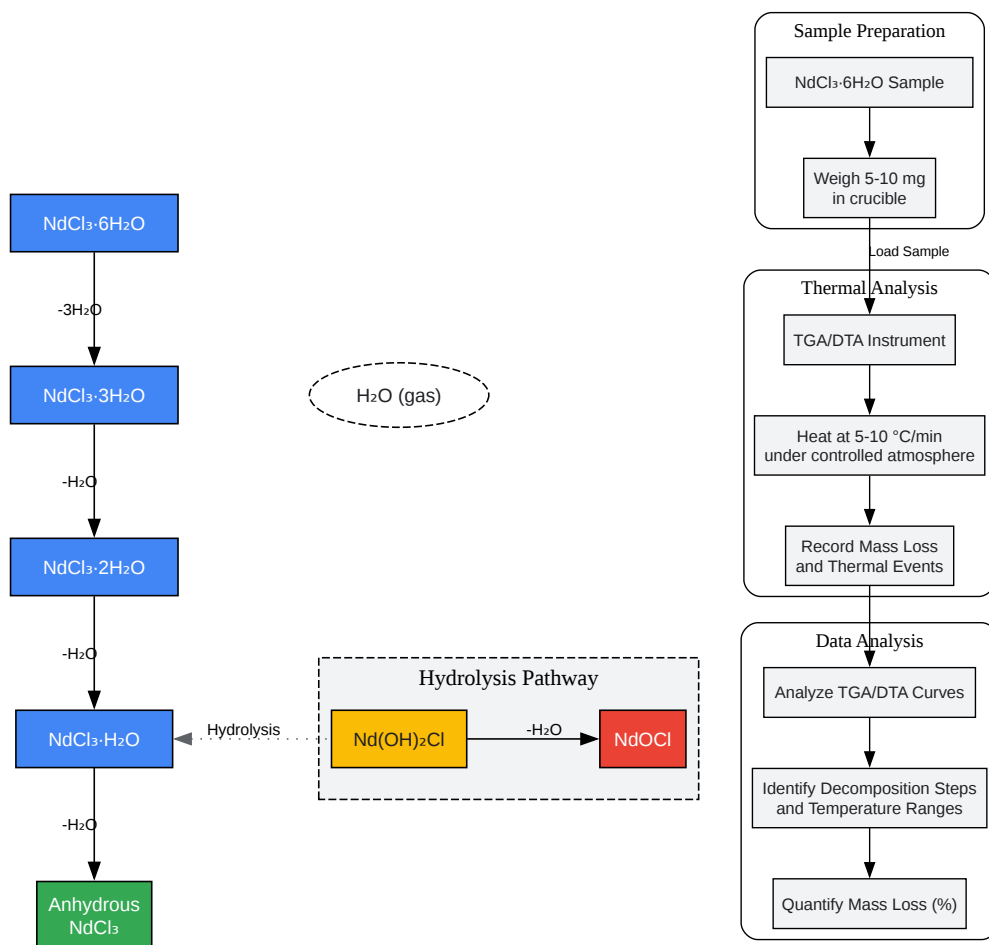 NdCl₃·6H₂O
-3H₂O
NdCl₃·3H₂O
-H₂O
NdCl₃·2H₂O
-H₂O
NdCl₃·H₂O
-H₂O
Anhydrous
NdCl₃
H₂O (gas)
Hydrolysis
Hydrolysis Pathway
Nd(OH)₂Cl
-H₂O
NdOCl
Sample Preparation
NdCl₃·6H₂O Sample
Weigh 5-10 mg
in crucible
Load Sample
Thermal Analysis
TGA/DTA Instrument
Heat at 5-10 °C/min
under controlled atmosphere
Record Mass Loss
and Thermal Events
Data Analysis
Analyze TGA/DTA Curves
Identify Decomposition Steps
and Temperature Ranges
Quantify Mass Loss (%)